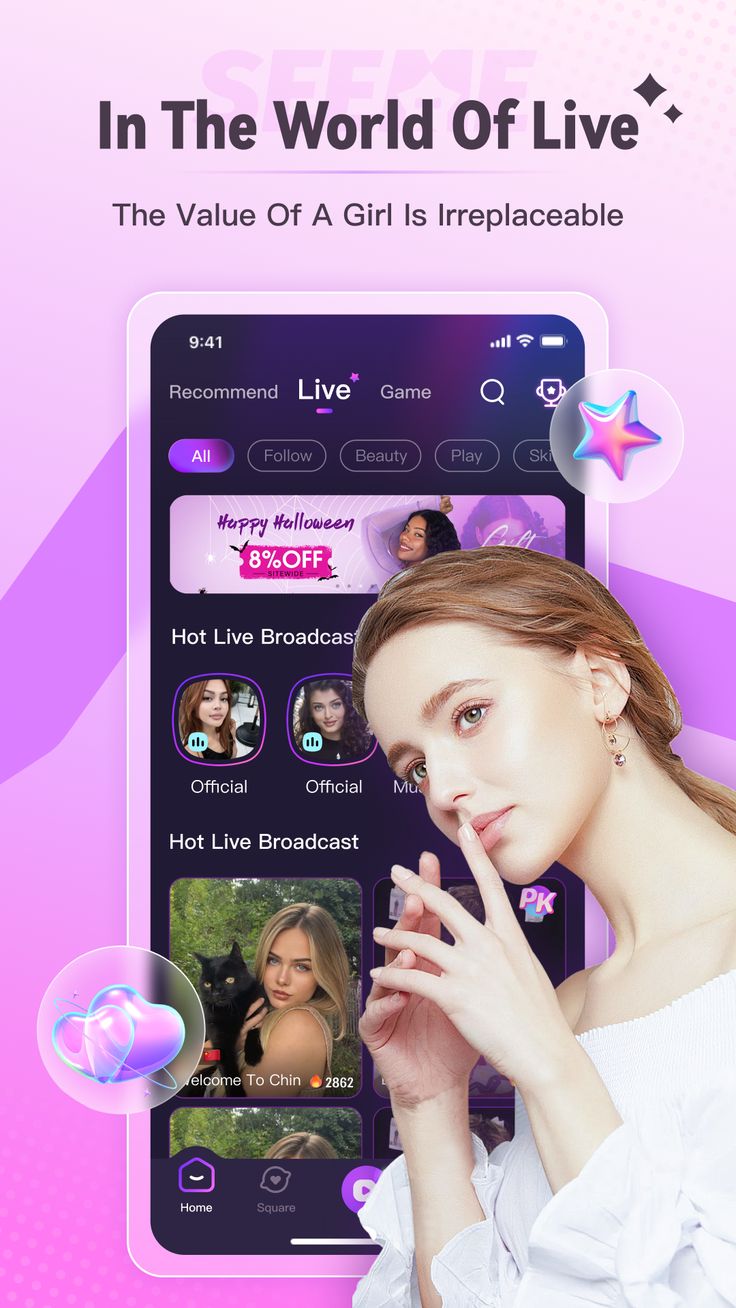 SEEME
In The World Of Live
The Value Of A Girl Is Irreplaceable
9:41
Recommend Live Game
All Follow Beauty Play Ski
Happy Halloween
8%OFF
SITEWIDE
Gift
Hot Live Broadcast
Official Official Mu
Hot Live Broadcast
PK
elcome To Chin 2862
Home Square